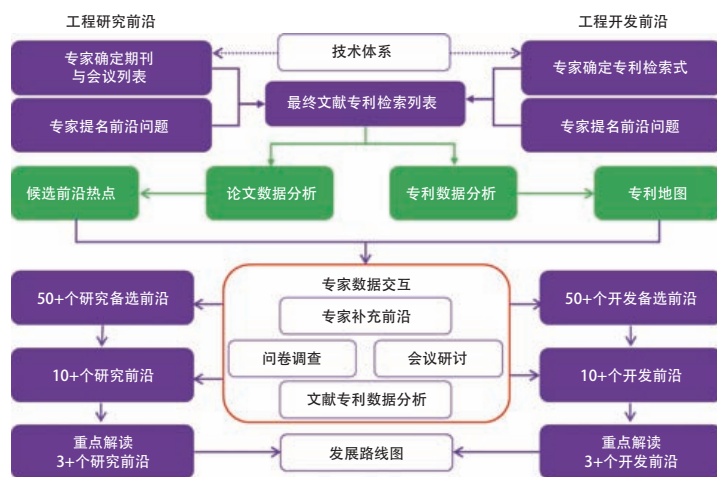 工程研究前沿
工程开发前沿
专家确定期刊
与会议列表
技术体系
专家确定专利检索式
最终文献专利检索列表
专家提名前沿问题
专家提名前沿问题
候选前沿热点
论文数据分析
专利数据分析
专利地图
专家数据交互
50+个研究备选前沿
专家补充前沿
50+个开发备选前沿
问卷调查
会议研讨
10+个研究前沿
10+个开发前沿
文献专利数据分析
重点解读
3+个研究前沿
发展路线图
重点解读
3+个开发前沿